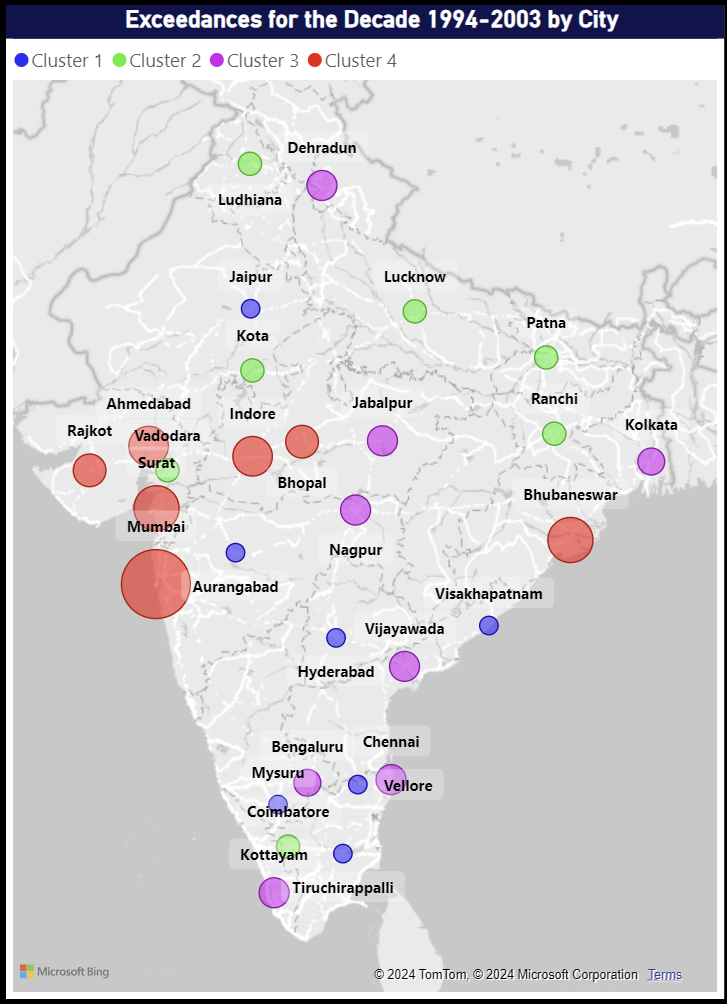 Exceedances for the Decade 1994-2003 by City
Cluster 1 Cluster 2 Cluster 3 Cluster 4
Dehradun
Ludhiana
Jaipur
Lucknow
Patna
Kota
Ranchi
Ahmedabad
Jabalpur
Indore
Kolkata
Rajkot
Vadodara
Surat
Bhopal
Bhubaneswar
Mumbai
Nagpur
Aurangabad
Visakhapatnam
Vijayawada
Hyderabad
Chennai
Bengaluru
Mysuru
Vellore
Coimbatore
Kottayam
Tiruchirappalli
Microsoft Bing
© 2024 TomTom, © 2024 Microsoft Corporation Terms